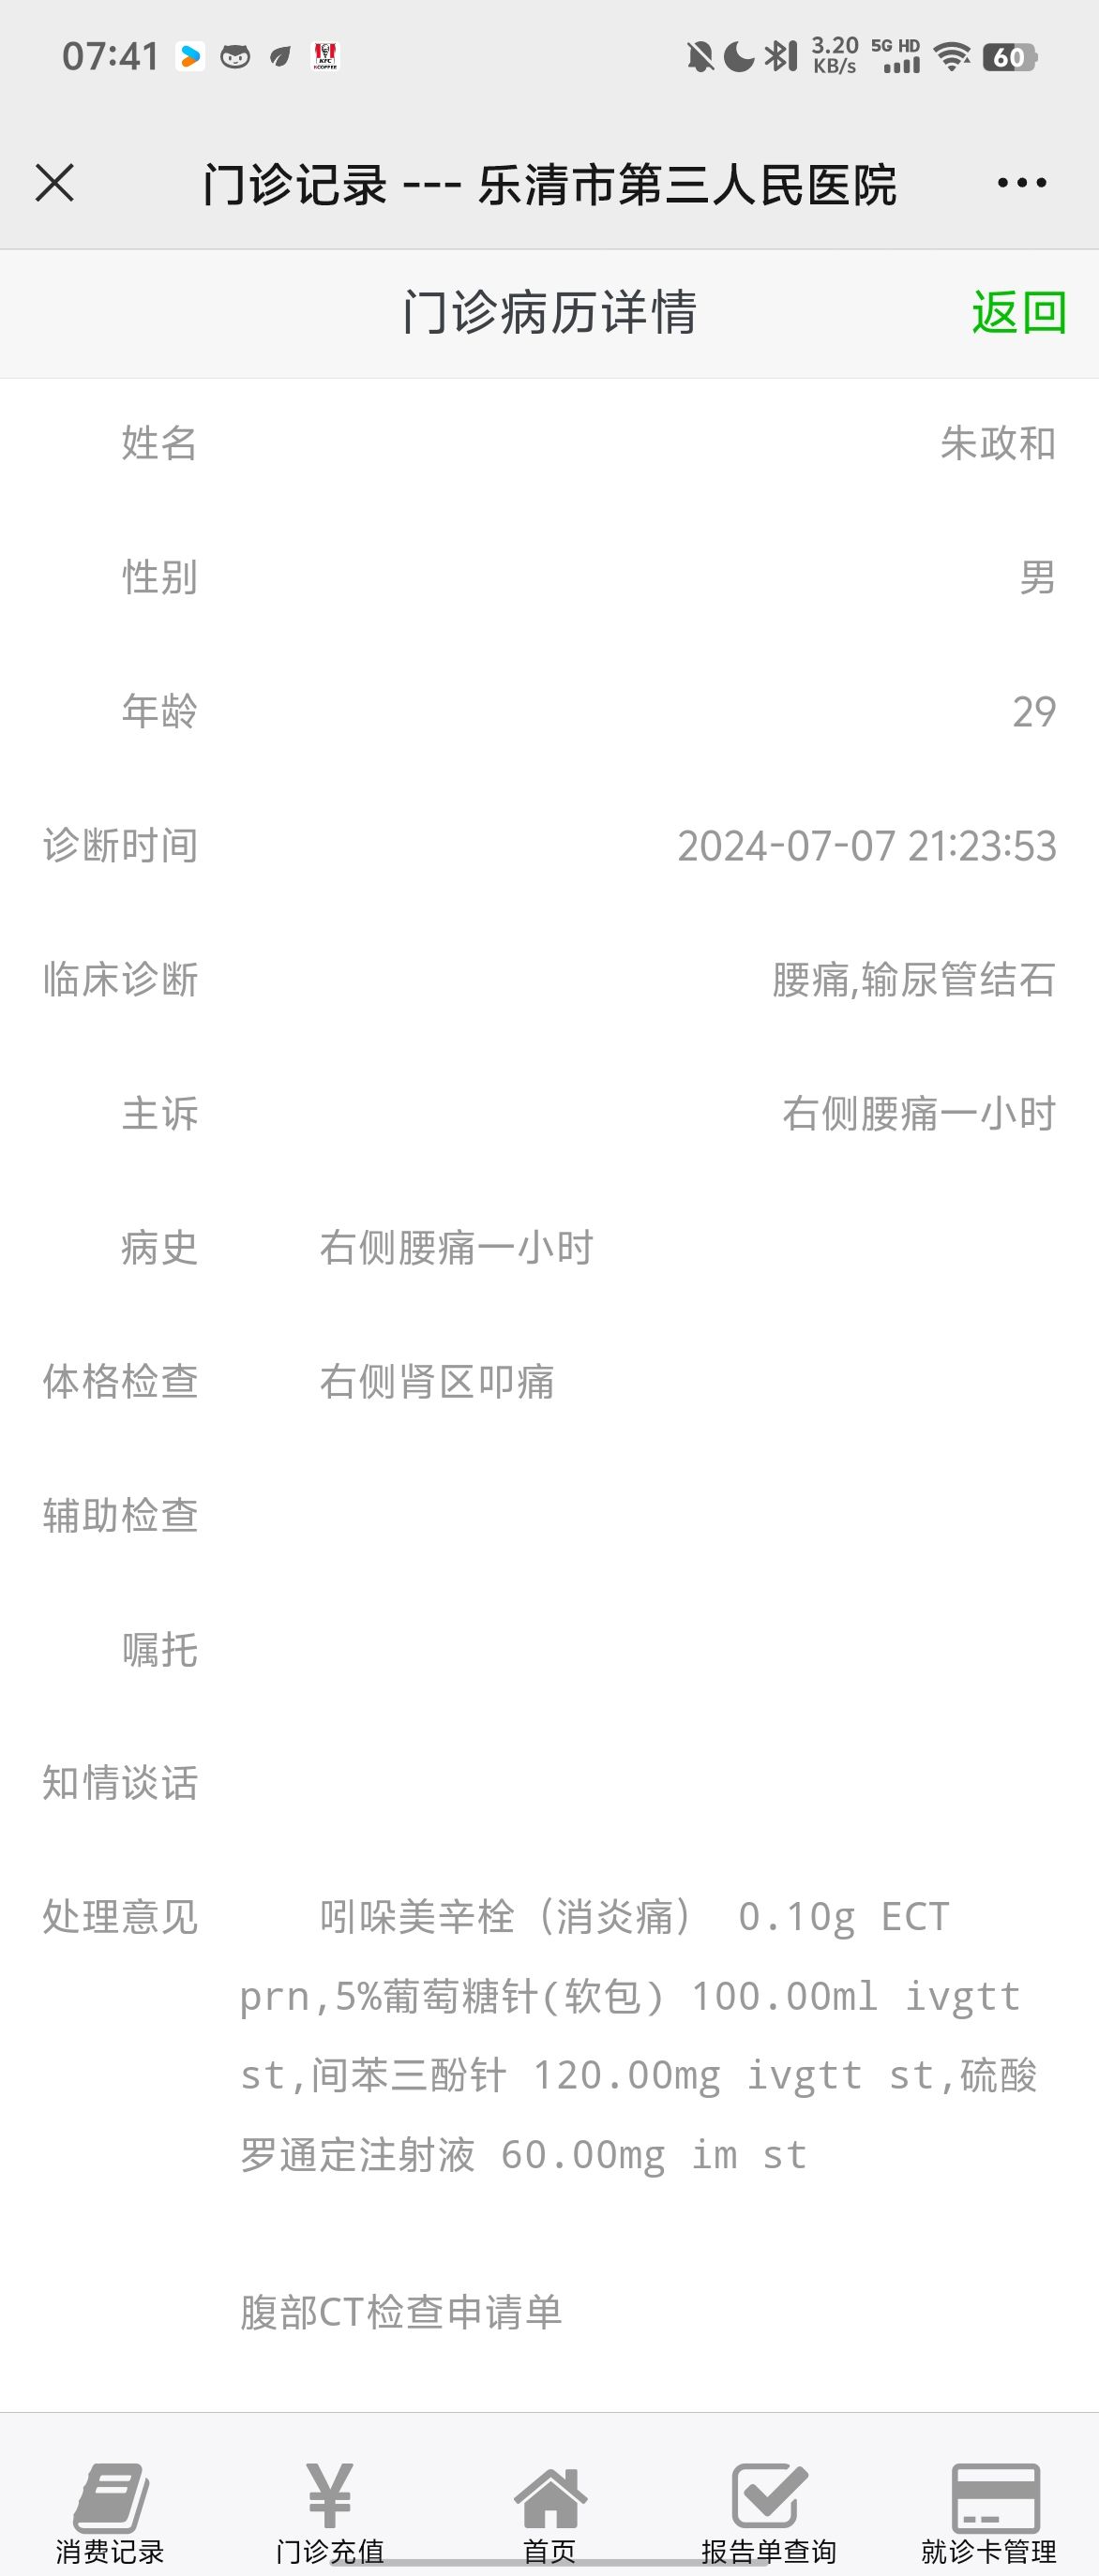 07:41
3.20 KB/s 5G HD 60
KFC
KCOFFEE
门诊记录 --- 乐清市第三人民医院
门诊病历详情 返回
姓名 朱政和
性别 男
年龄 29
诊断时间 2024-07-07 21:23:53
临床诊断 腰痛,输尿管结石
主诉 右侧腰痛一小时
病史 右侧腰痛一小时
体格检查 右侧肾区叩痛
辅助检查
嘱托
知情谈话
处理意见 吲哚美辛栓（消炎痛） 0.10g ECT
prn,5%葡萄糖针(软包) 100.00ml ivgtt
st,间苯三酚针 120.00mg ivgtt st,硫酸
罗通定注射液 60.00mg im st
腹部CT检查申请单
消费记录 门诊充值 首页 报告单查询 就诊卡管理